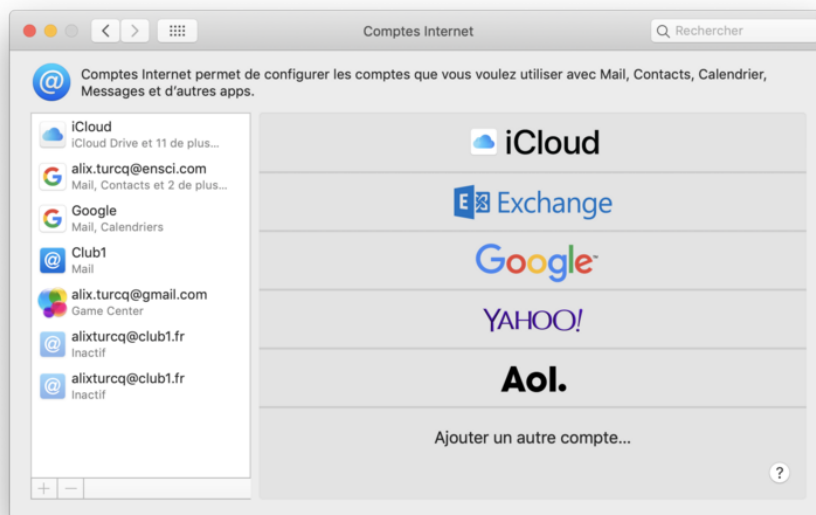 Comptes Internet
Rechercher
Comptes Internet permet de configurer les comptes que vous voulez utiliser avec Mail, Contacts, Calendrier,
Messages et d'autres apps.
iCloud
iCloud Drive et 11 de plus...
alix.turcq@ensci.com
Mail, Contacts et 2 de plus...
Google
Mail, Calendriers
Club1
Mail
alix.turcq@gmail.com
Game Center
alixturcq@club1.fr
Inactif
alixturcq@club1.fr
Inactif
iCloud
E Exchange
Google™
YAHOO!
Aol.
Ajouter un autre compte...
?